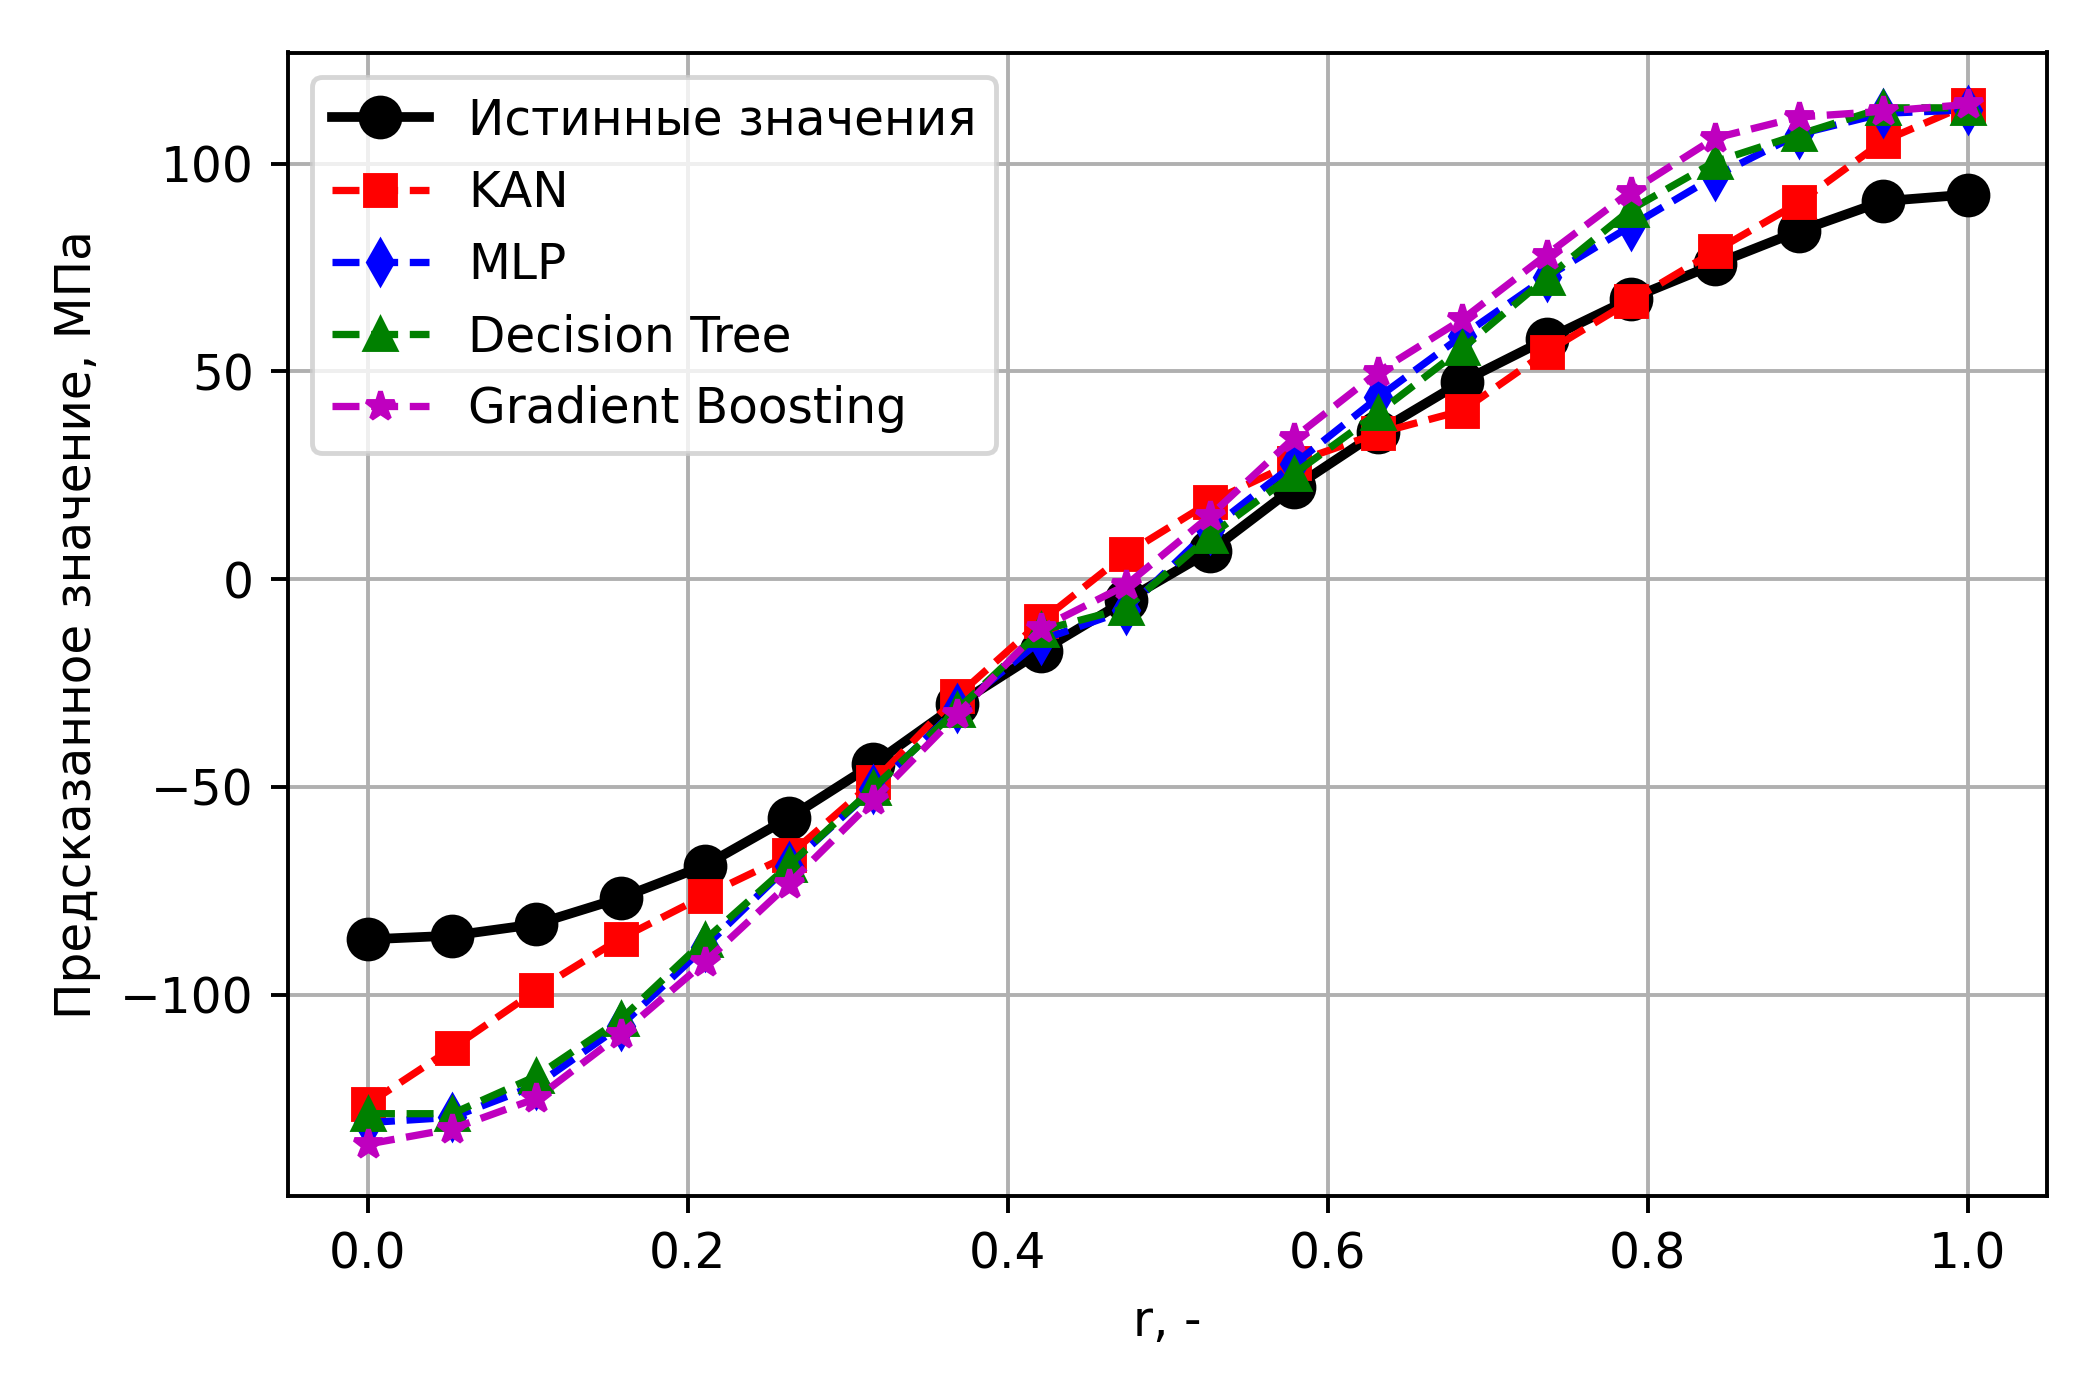 Истинные значения
KAN
MLP
Decision Tree
Gradient Boosting
Предсказанное значение, МПа
100
50
0
−50
−100
0.0 0.2 0.4 0.6 0.8 1.0
r, -